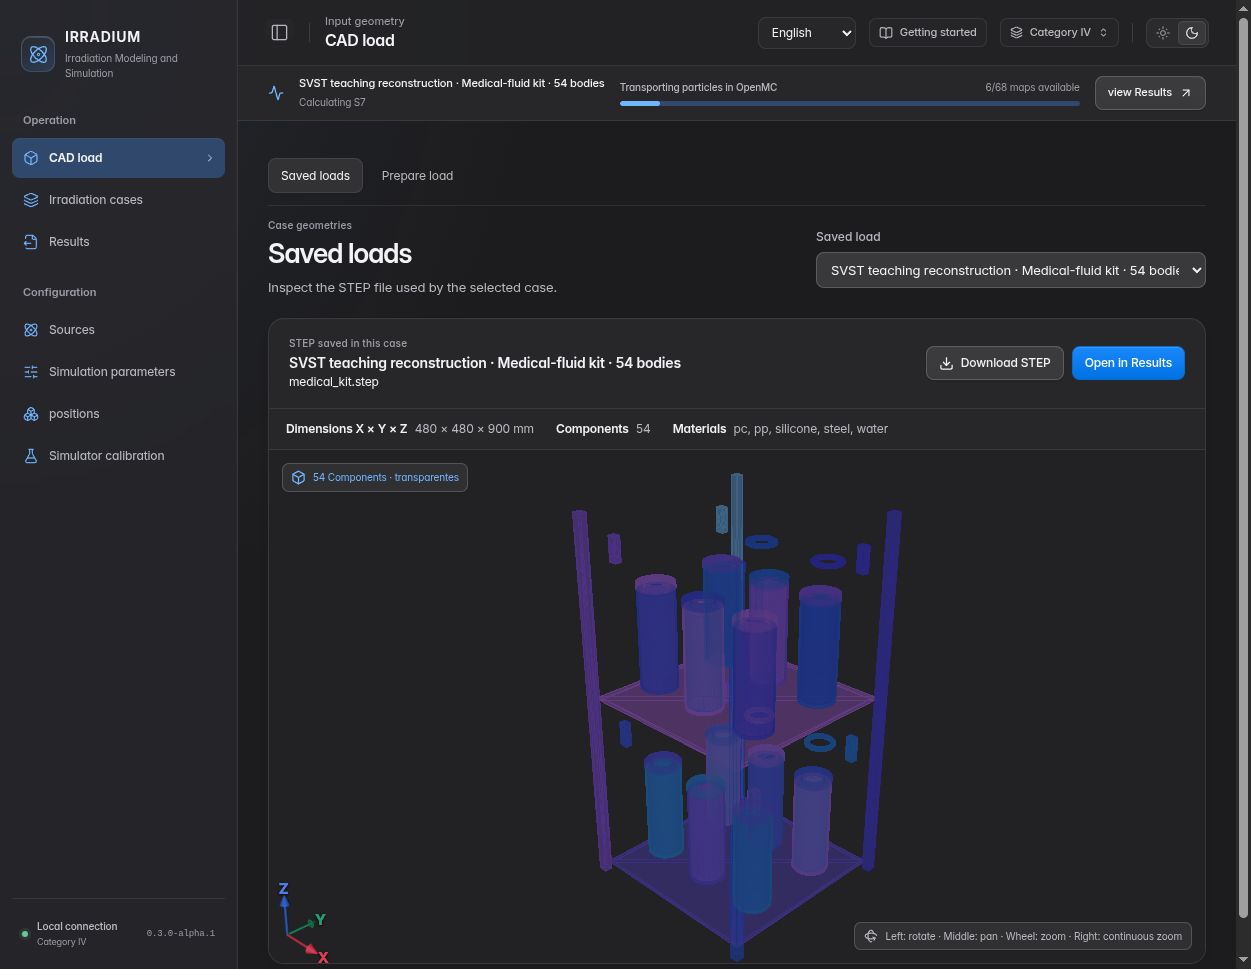 IRRADIUM
Irradiation Modeling and
Simulation
Operation
CAD load
Irradiation cases
Results
Configuration
Sources
Simulation parameters
positions
Simulator calibration
Local connection
Category IV
0.3.0-alpha.1
Input geometry
CAD load
English
Getting started
Category IV
SVST teaching reconstruction · Medical-fluid kit · 54 bodies
Calculating S7
Transporting particles in OpenMC
6/68 maps available
view Results
Saved loads
Prepare load
Case geometries
Saved loads
Inspect the STEP file used by the selected case.
Saved load
SVST teaching reconstruction · Medical-fluid kit · 54 bodie
STEP saved in this case
SVST teaching reconstruction · Medical-fluid kit · 54 bodies
medical_kit.step
Download STEP
Open in Results
Dimensions X × Y × Z 480 × 480 × 900 mm
Components 54
Materials pc, pp, silicone, steel, water
54 Components · transparentes
Z
Y
X
Left: rotate · Middle: pan · Wheel: zoom · Right: continuous zoom